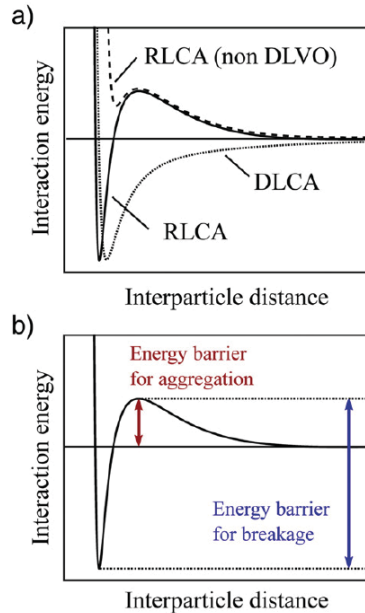 a)
RLCA (non DLVO)
DLCA
RLCA
Interaction energy
Interparticle distance
b)
Energy barrier
for aggregation
Energy barrier
for breakage
Interaction energy
Interparticle distance